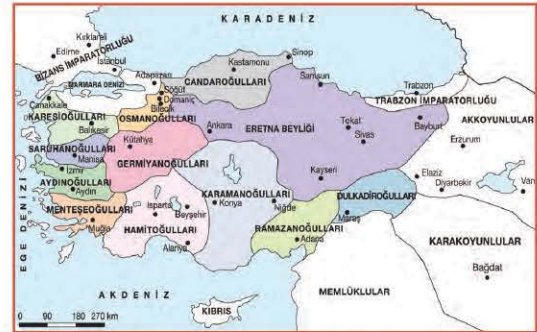 KARADENİZ
Kırklareli
Edirne
BİZANS İMPARATORLUĞU
İstanbul
MARMARA DENİZİ
Çanakkale
Adapazarı
Söğüt
Domaniç
Bilecik
Kastamonu
Sinop
CANDAROĞULLARI
Samsun
Trabzon
TRABZON İMPARATORLUĞU
KARESİOĞULLARI
Balıkesir
OSMANOĞULLARI
Ankara
ERETNA BEYLİĞİ
Tokat
Sivas
Bayburt
AKKOYUNLULAR
Erzurum
SARUHANOĞULLARI
Manisa
Kütahya
GERMİYANOĞULLARI
İzmir
AYDINOĞULLARI
Aydın
Kayseri
Elazığ
Diyarbekir
Van
EGE DENİZİ
MENTEŞEOĞULLARI
Muğla
Isparta
Beyşehir
HAMİTOĞULLARI
Alanya
KARAMANOĞULLARI
Konya
Niğde
DULKADİROĞULLARI
Maraş
RAMAZANOĞULLARI
Adana
KARAKOYUNLULAR
Bağdat
MEMLÜKLULAR
AKDENİZ
KIBRIS
0 90 180 270 km